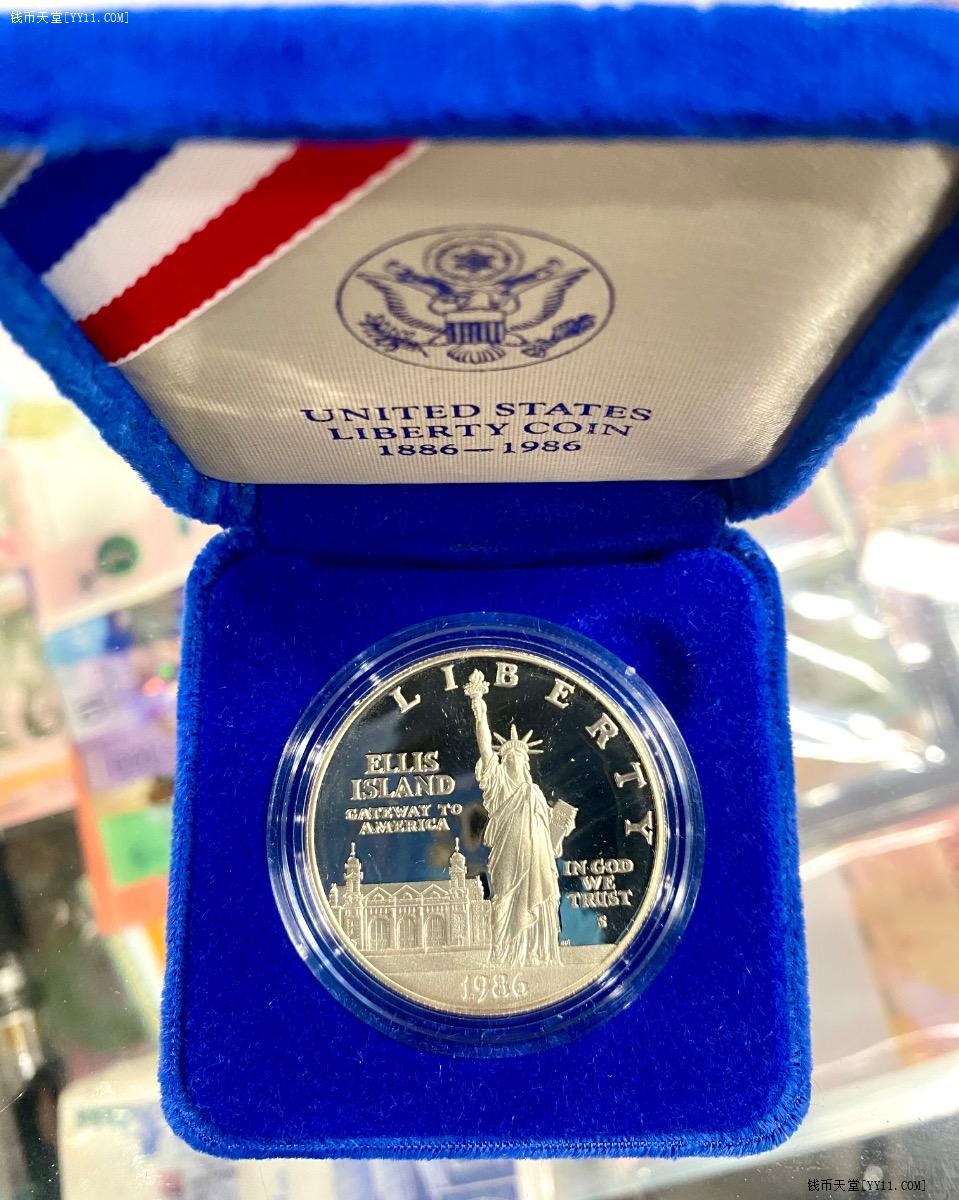 钱币天堂[YY11.COM]
UNITED STATES
LIBERTY COIN
1886—1986
LIBERTY
ELLIS
ISLAND
GATEWAY TO
AMERICA
IN GOD
WE
TRUST
S
1986
钱币天堂[YY11.COM]